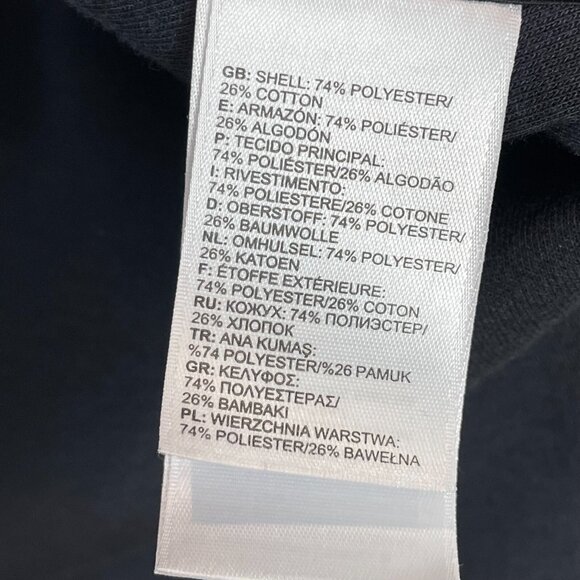 GB: SHELL: 74% POLYESTER/
26% COTTON
E: ARMAZÓN: 74% POLIÉSTER/
26% ALGODÓN
P: TECIDO PRINCIPAL:
74% POLIÉSTER/26% ALGODÃO
I: RIVESTIMENTO:
74% POLIESTERE/26% COTONE
D: OBERSTOFF: 74% POLYESTER/
26% BAUMWOLLE
NL: OMHULSEL: 74% POLYESTER/
26% KATOEN
F: ÉTOFFE EXTÉRIEURE:
74% POLYESTER/26% COTON
RU: КОЖУХ: 74% ПОЛИЭСТЕР/
26% ХЛОПОК
TR: ANA KUMAŞ:
%74 POLYESTER/%26 PAMUK
GR: ΚΕΛΥΦΟΣ:
74% ΠΟΛΥΕΣΤΕΡΑΣ/
26% ΒΑΜΒΑΚΙ
PL: WIERZCHNIA WARSTWA:
74% POLIESTER/26% BAWEŁNA